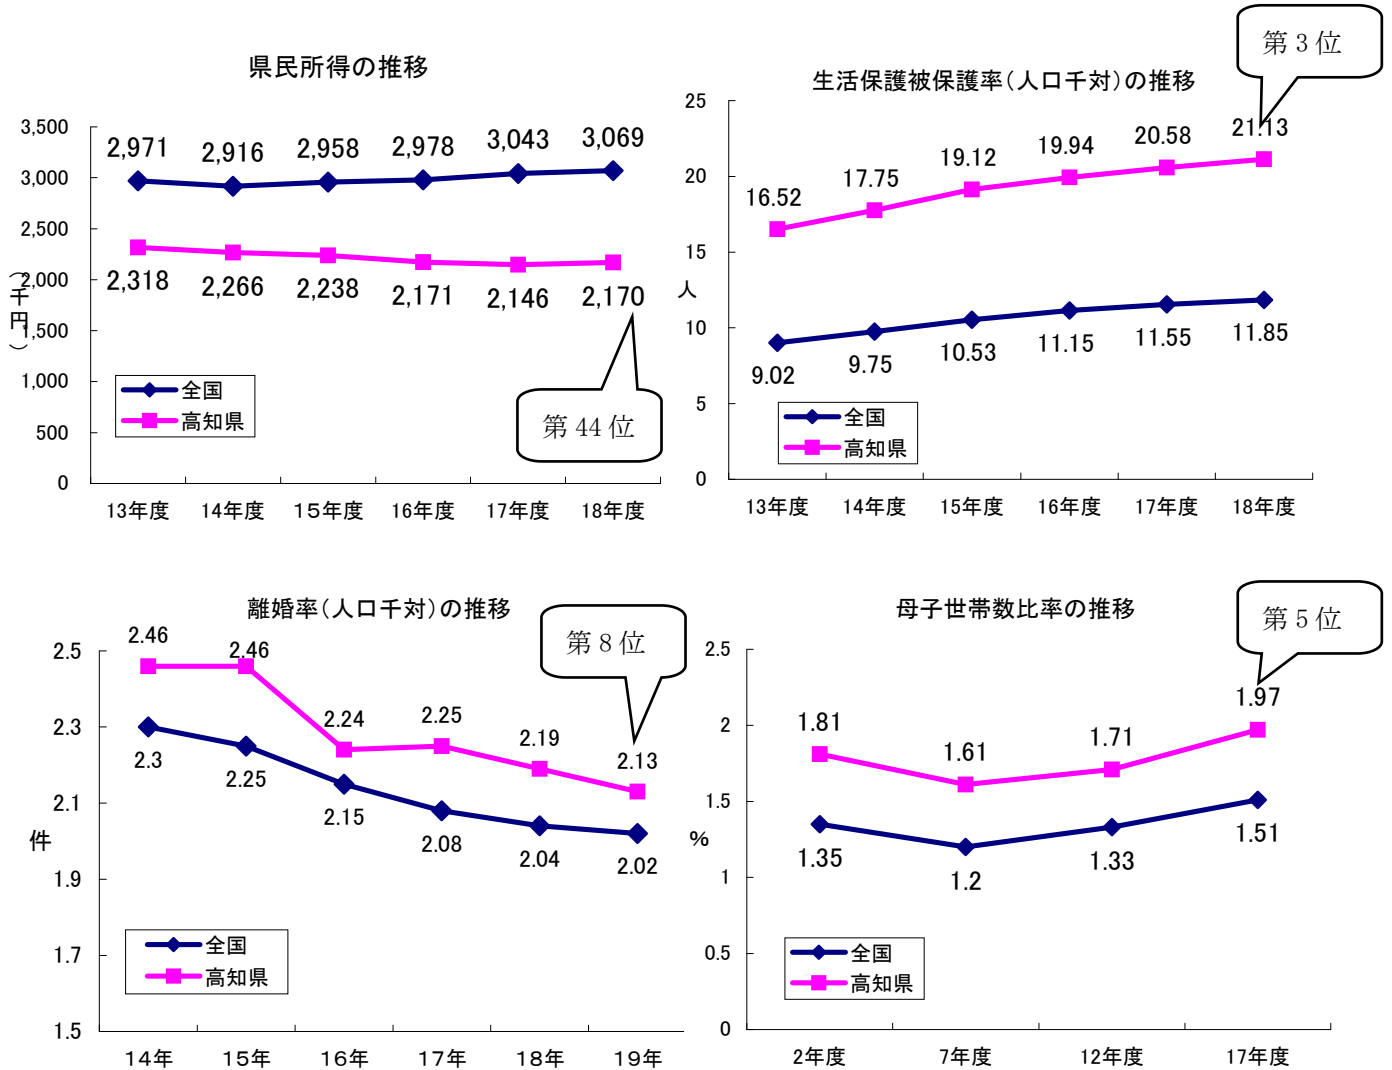 県民所得の推移
3,500
3,000
2,500
2,000
1,500
1,000
500
0
（千円）
2,971
2,916
2,958
2,978
3,043
3,069
2,318
2,266
2,238
2,171
2,146
2,170
全国
高知県
第 44 位
13年度
14年度
15年度
16年度
17年度
18年度
生活保護被保護率（人口千対）の推移
第 3 位
25
20
15
10
5
0
人
16.52
17.75
19.12
19.94
20.58
21.13
9.02
9.75
10.53
11.15
11.55
11.85
全国
高知県
13年度
14年度
15年度
16年度
17年度
18年度
離婚率（人口千対）の推移
第 8 位
2.5
2.3
2.1
1.9
1.7
1.5
件
2.46
2.46
2.24
2.25
2.19
2.13
2.3
2.25
2.15
2.08
2.04
2.02
全国
高知県
14年
15年
16年
17年
18年
19年
母子世帯数比率の推移
第 5 位
2.5
2
1.5
1
0.5
0
%
1.81
1.61
1.71
1.97
1.35
1.2
1.33
1.51
全国
高知県
2年度
7年度
12年度
17年度